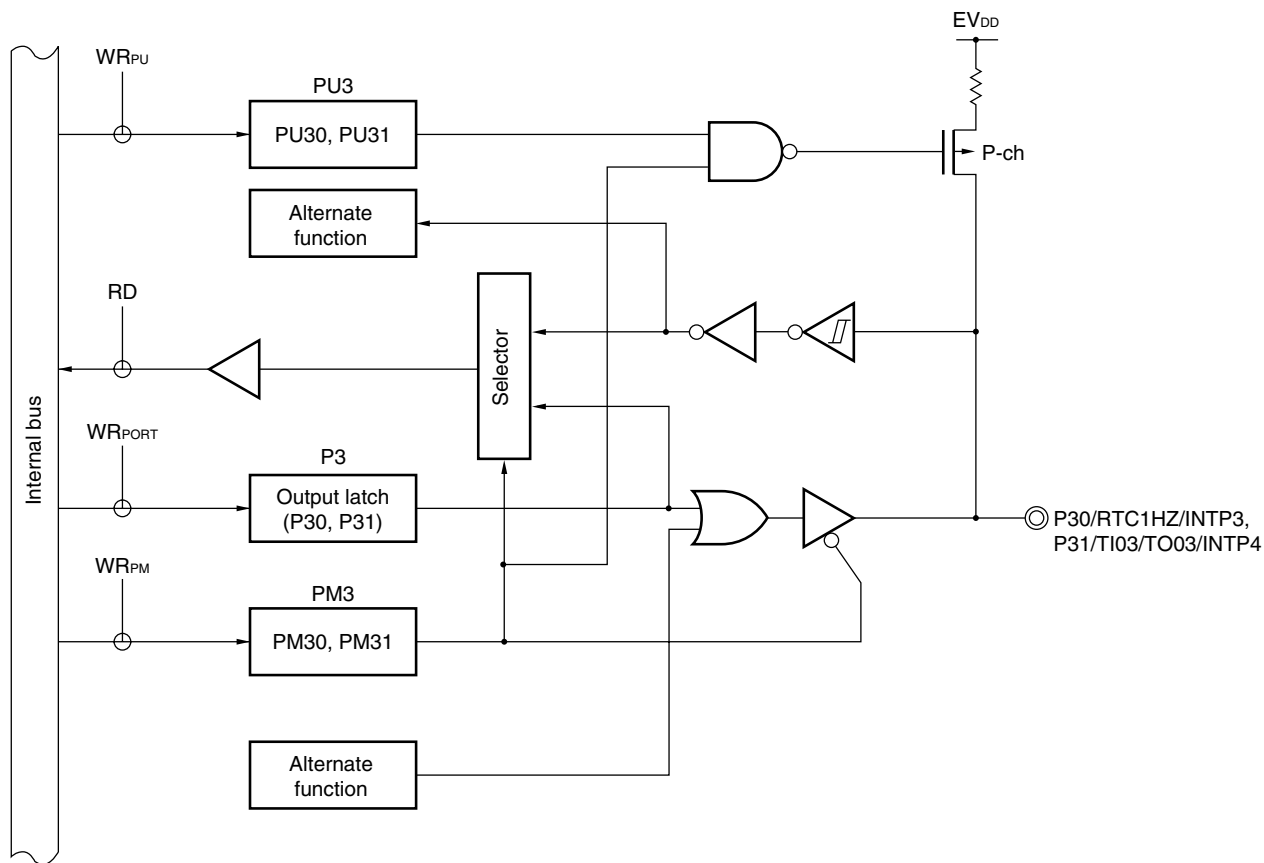 EVDD
WRPU
PU3
PU30, PU31
P-ch
Alternate
function
RD
Selector
Internal bus
WRPORT
P3
Output latch
(P30, P31)
P30/RTC1HZ/INTP3,
P31/TI03/TO03/INTP4
WRPM
PM3
PM30, PM31
Alternate
function